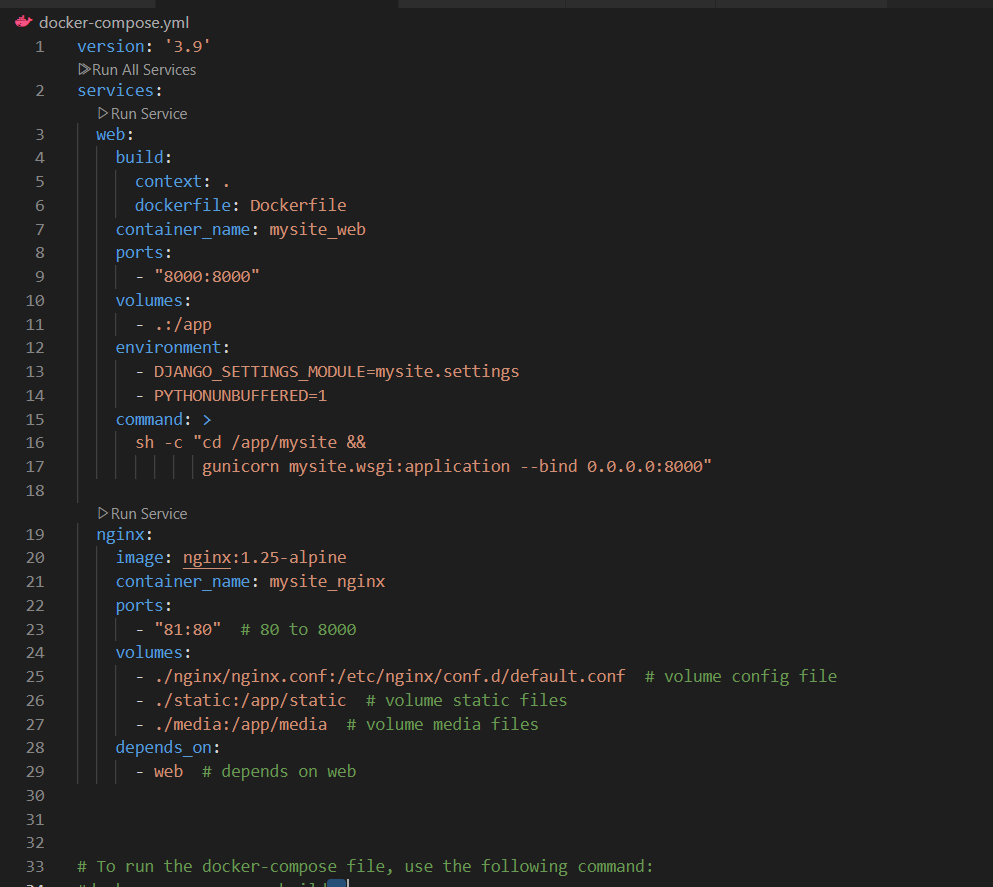 docker-compose.yml
1 version: '3.9'
Run All Services
2 services:
Run Service
3 web:
4 build:
5 context: .
6 dockerfile: Dockerfile
7 container_name: mysite_web
8 ports:
9 - "8000:8000"
10 volumes:
11 - .:/app
12 environment:
13 - DJANGO_SETTINGS_MODULE=mysite.settings
14 - PYTHONUNBUFFERED=1
15 command: >
16 sh -c "cd /app/mysite &&
17 gunicorn mysite.wsgi:application --bind 0.0.0.0:8000"
18
Run Service
19 nginx:
20 image: nginx:1.25-alpine
21 container_name: mysite_nginx
22 ports:
23 - "81:80" # 80 to 8000
24 volumes:
25 - ./nginx/nginx.conf:/etc/nginx/conf.d/default.conf # volume config file
26 - ./static:/app/static # volume static files
27 - ./media:/app/media # volume media files
28 depends_on:
29 - web # depends on web
30
31
32
33 # To run the docker-compose file, use the following command: